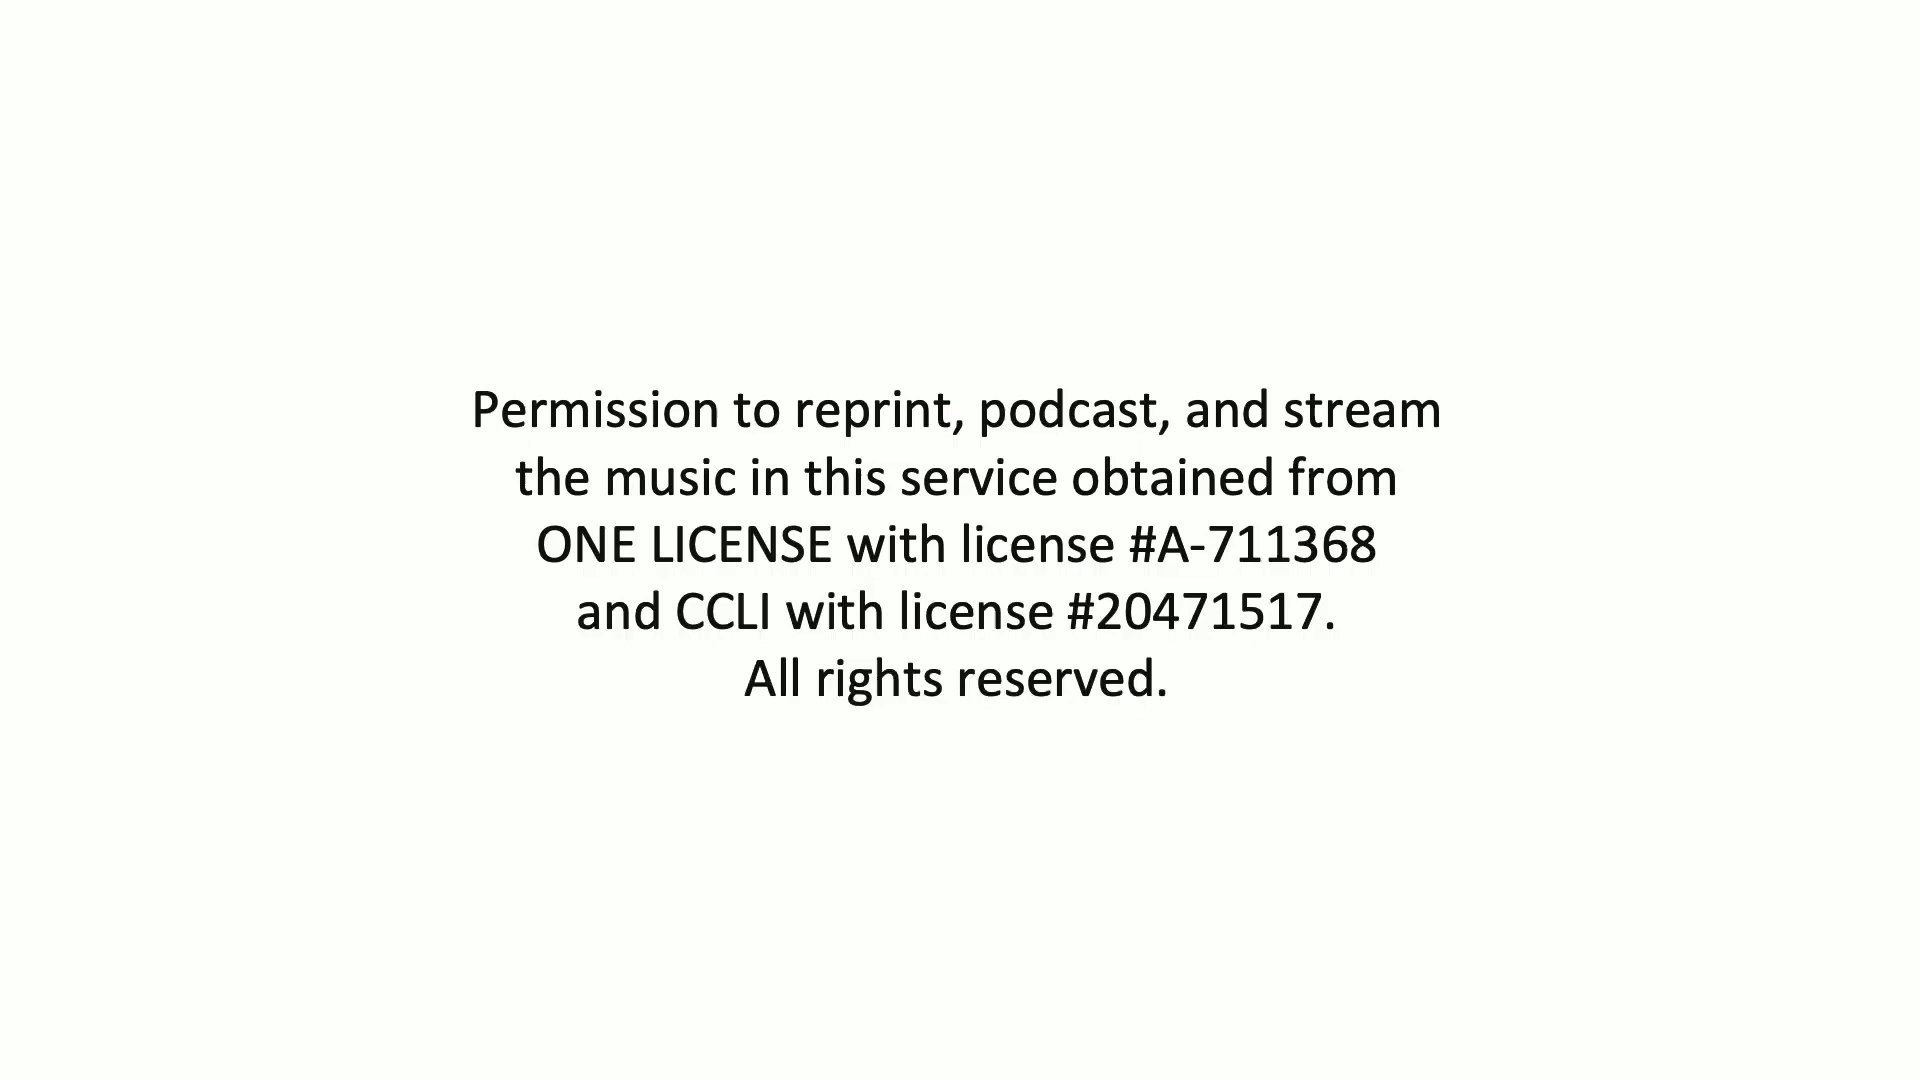 Permission to reprint, podcast, and stream
the music in this service obtained from
ONE LICENSE with license #A-711368
and CCLI with license #20471517.
All rights reserved.